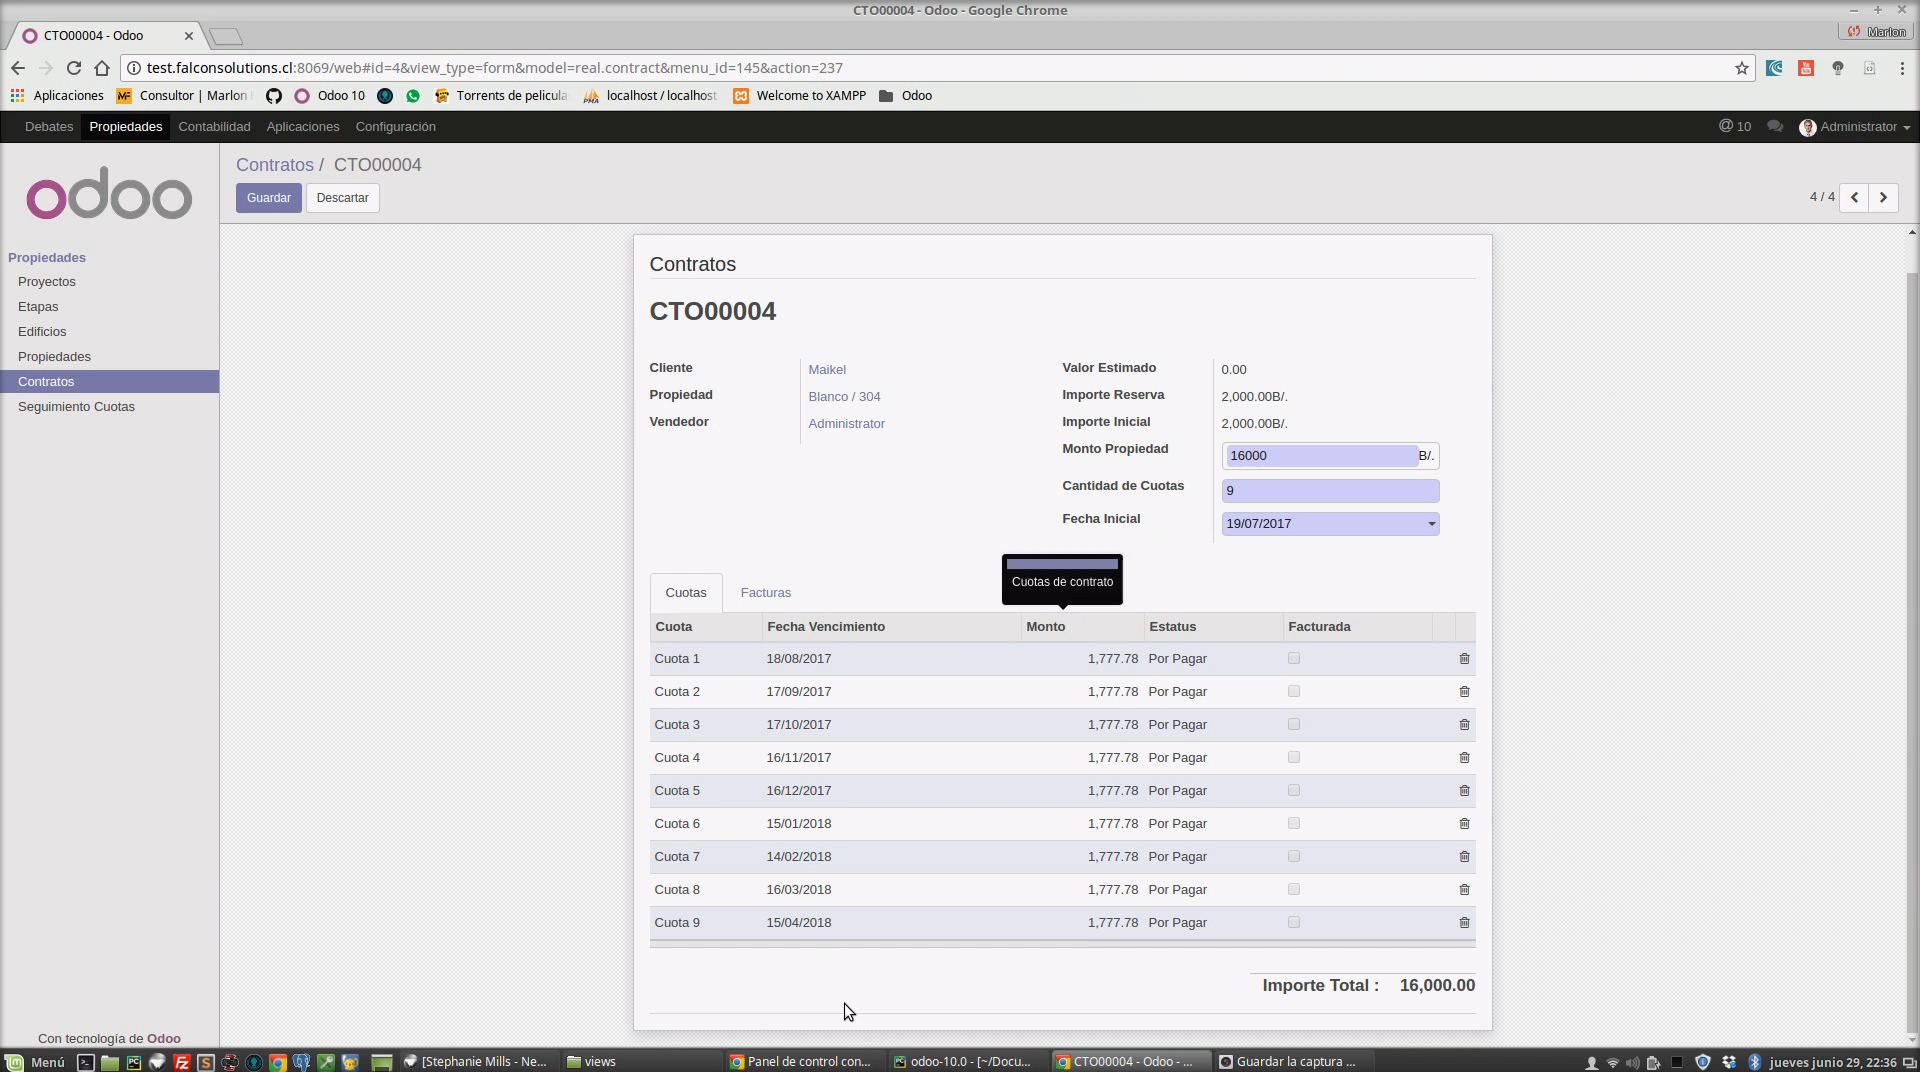 CTO00004 - Odoo - Google Chrome
CTO00004 - Odoo
Marlon
test.falconsolutions.cl:8069/web#id=4&view_type=form&model=real.contract&menu_id=145&action=237
Aplicaciones
Consultor | Marlon
Odoo 10
Torrents de pelicula
localhost / localhost
Welcome to XAMPP
Odoo
Debates Propiedades Contabilidad Aplicaciones Configuración
@ 10
Administrator
odoo
Contratos / CTO00004
Guardar Descartar
4 / 4
Propiedades
Proyectos
Etapas
Edificios
Propiedades
Contratos
Seguimiento Cuotas
Con tecnología de Odoo
Contratos
CTO00004
Cliente Maikel
Propiedad Blanco / 304
Vendedor Administrator
Valor Estimado 0.00
Importe Reserva 2,000.00B/.
Importe Inicial 2,000.00B/.
Monto Propiedad 16000 B/.
Cantidad de Cuotas 9
Fecha Inicial 19/07/2017
Cuotas de contrato
Cuotas Facturas
Cuota Fecha Vencimiento Monto Estatus Facturada
Cuota 1 18/08/2017 1,777.78 Por Pagar
Cuota 2 17/09/2017 1,777.78 Por Pagar
Cuota 3 17/10/2017 1,777.78 Por Pagar
Cuota 4 16/11/2017 1,777.78 Por Pagar
Cuota 5 16/12/2017 1,777.78 Por Pagar
Cuota 6 15/01/2018 1,777.78 Por Pagar
Cuota 7 14/02/2018 1,777.78 Por Pagar
Cuota 8 16/03/2018 1,777.78 Por Pagar
Cuota 9 15/04/2018 1,777.78 Por Pagar
Importe Total : 16,000.00
Menú
[Stephanie Mills - Ne...
views
Panel de control con...
odoo-10.0 - [~/Docu...
CTO00004 - Odoo - ...
Guardar la captura ...
jueves junio 29, 22:36